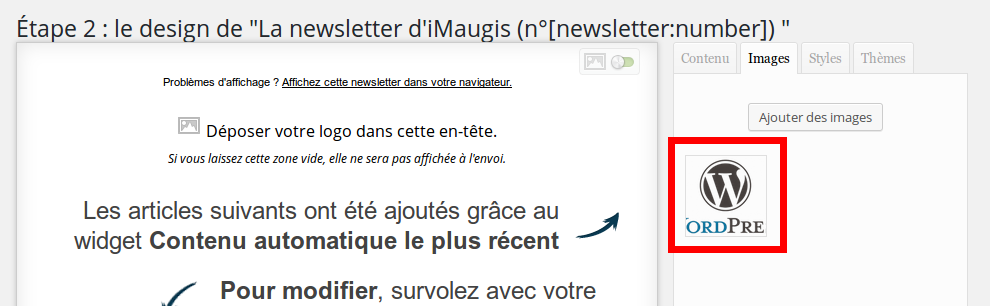 Étape 2 : le design de "La newsletter d'iMaugis (n°[newsletter:number]) "
Problèmes d'affichage ? Affichez cette newsletter dans votre navigateur.
Déposer votre logo dans cette en-tête.
Si vous laissez cette zone vide, elle ne sera pas affichée à l'envoi.
Les articles suivants ont été ajoutés grâce au
widget Contenu automatique le plus récent
Pour modifier, survolez avec votre
Contenu Images Styles Thèmes
Ajouter des images
W
ORDPRE